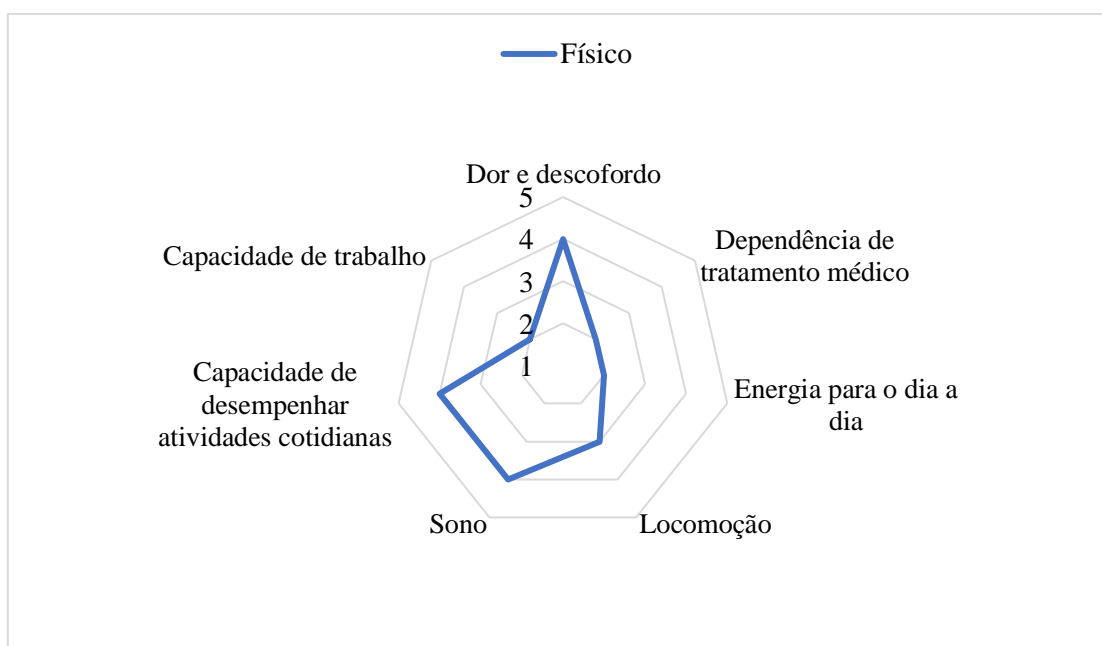 Físico
Dor e descofordo
5
4
3
2
1
Dependência de
tratamento médico
Energia para o dia a
dia
Locomoção
Sono
Capacidade de
desempenhar
atividades cotidianas
Capacidade de trabalho